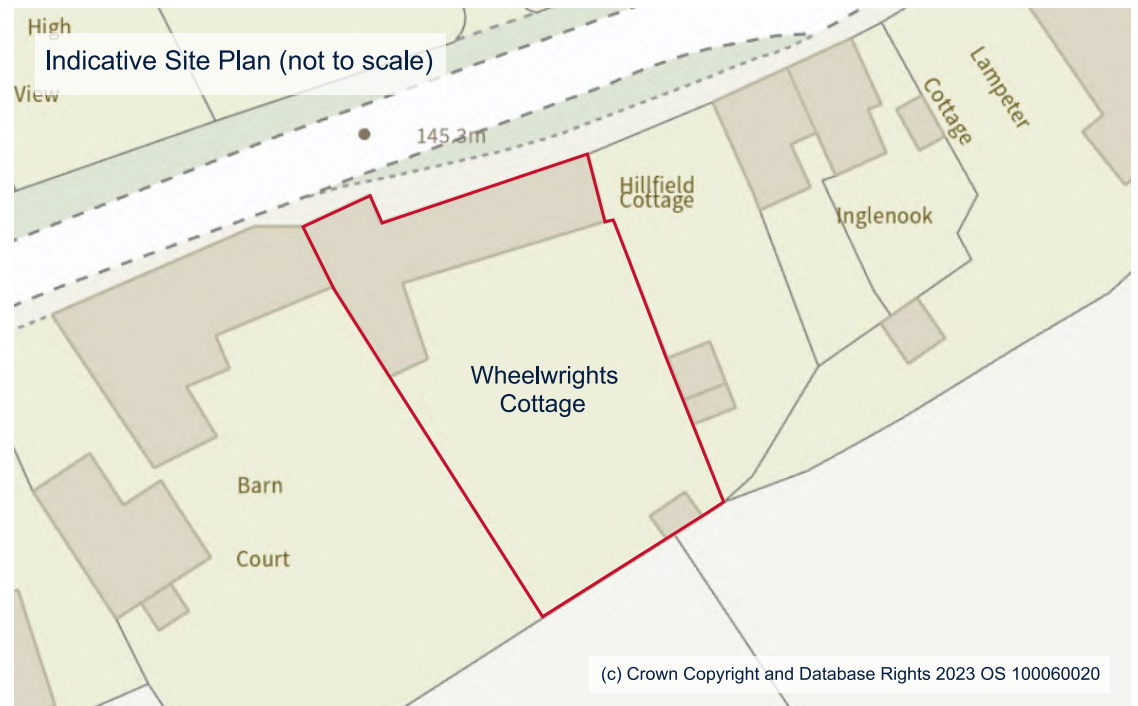 High
View
Indicative Site Plan (not to scale)
145.3m
Lampeter
Cottage
Hillfield
Cottage
Inglenook
Wheelwrights
Cottage
Barn
Court
(c) Crown Copyright and Database Rights 2023 OS 100060020